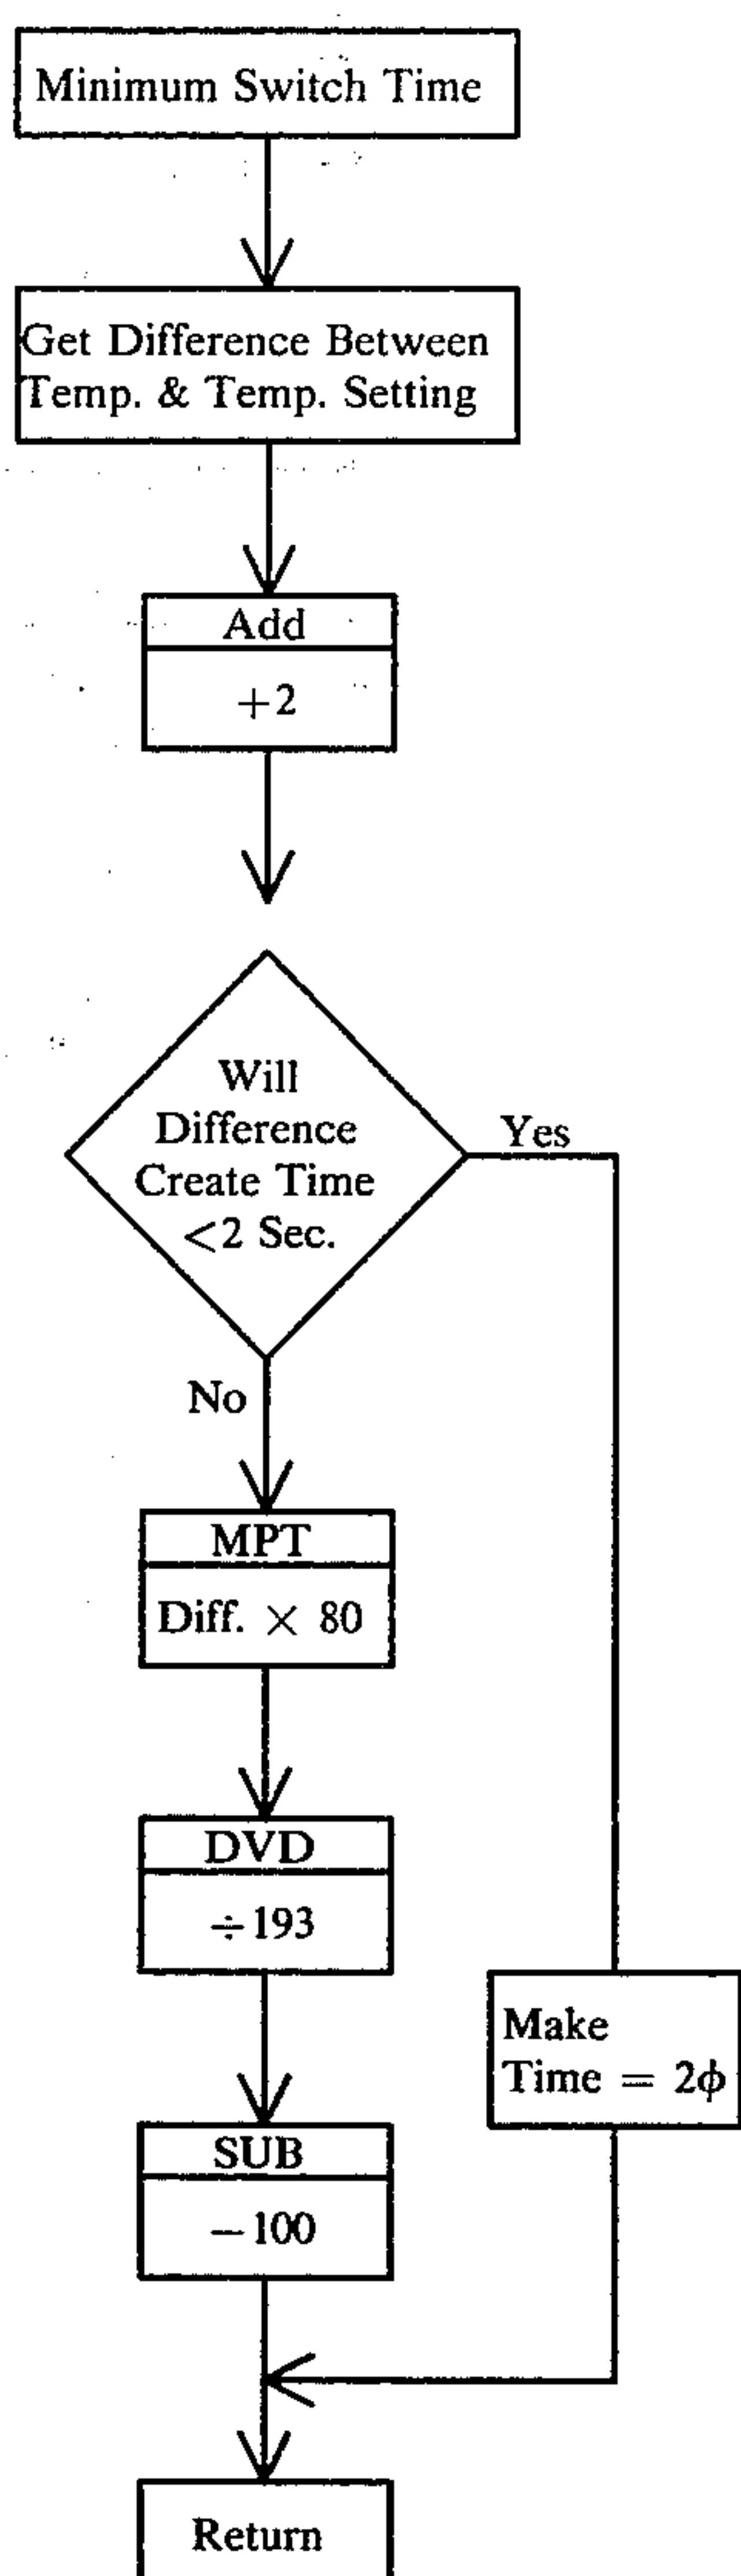 Minimum Switch Time
Get Difference Between
Temp. & Temp. Setting
Add
+2
Will
Difference
Create Time
<2 Sec.
Yes
No
MPT
Diff. × 80
DVD
÷193
Make
Time = 2ϕ
SUB
−100
Return